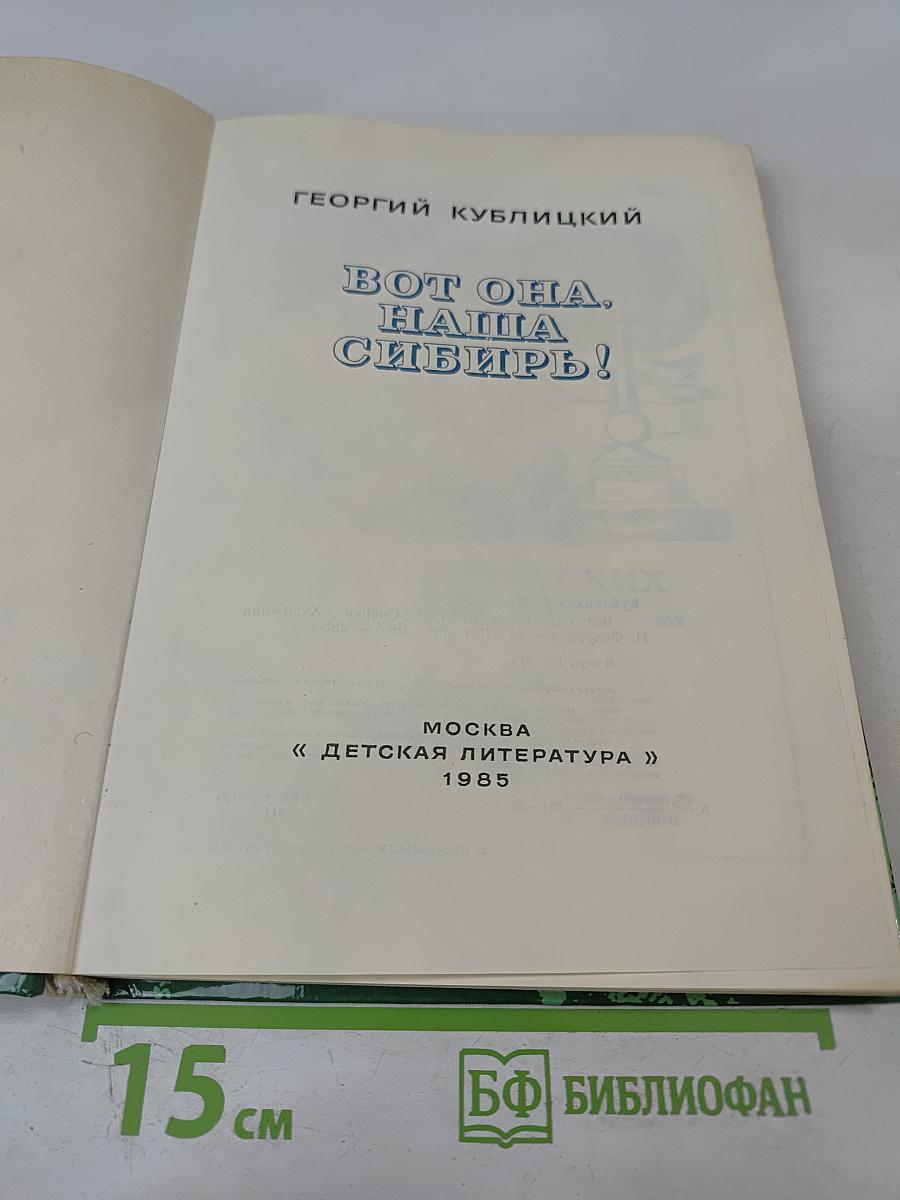 ГЕОРГИЙ КУБЛИЦКИЙ
ВОТ ОНА,
НАША
СИБИРЬ!
МОСКВА
« ДЕТСКАЯ ЛИТЕРАТУРА »
1985
15 см
БФ БИБЛИОФАН